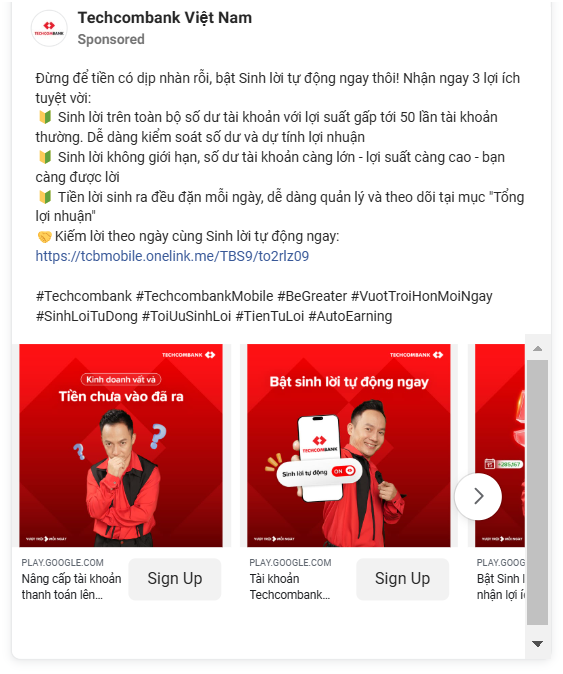 Techcombank Việt Nam
Sponsored
Đừng để tiền có dịp nhàn rỗi, bật Sinh lời tự động ngay thôi! Nhận ngay 3 lợi ích
tuyệt vời:
🔰 Sinh lời trên toàn bộ số dư tài khoản với lợi suất gấp tới 50 lần tài khoản
thường. Dễ dàng kiểm soát số dư và dự tính lợi nhuận
🔰 Sinh lời không giới hạn, số dư tài khoản càng lớn - lợi suất càng cao - bạn
càng được lời
🔰 Tiền lời sinh ra đều đặn mỗi ngày, dễ dàng quản lý và theo dõi tại mục "Tổng
lợi nhuận"
🤝Kiếm lời theo ngày cùng Sinh lời tự động ngay:
https://tcbmobile.onelink.me/TBS9/to2rlz09
#Techcombank #TechcombankMobile #BeGreater #VuotTroiHonMoiNgay
#SinhLoiTuDong #ToiUuSinhLoi #TienTuLoi #AutoEarning
TECHCOMBANK
Kinh doanh vất vả
Tiền chưa vào đã ra
VƯỢT TRỘI HƠN MỖI NGÀY
PLAY.GOOGLE.COM
Nâng cấp tài khoản
thanh toán lên...
Sign Up
TECHCOMBANK
Bật sinh lời tự động ngay
TECHCOMBANK
Sinh lời tự động ON
VƯỢT TRỘI HƠN MỖI NGÀY
PLAY.GOOGLE.COM
Tài khoản
Techcombank...
Sign Up
PLAY.GOOG
Bật Sinh l
nhận lợi í